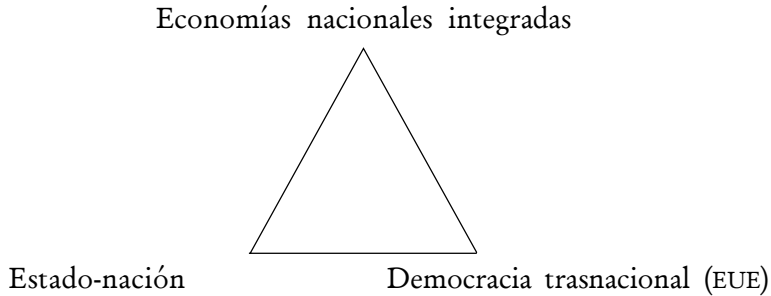 Economías nacionales integradas
Estado-nación Democracia trasnacional (EUE)